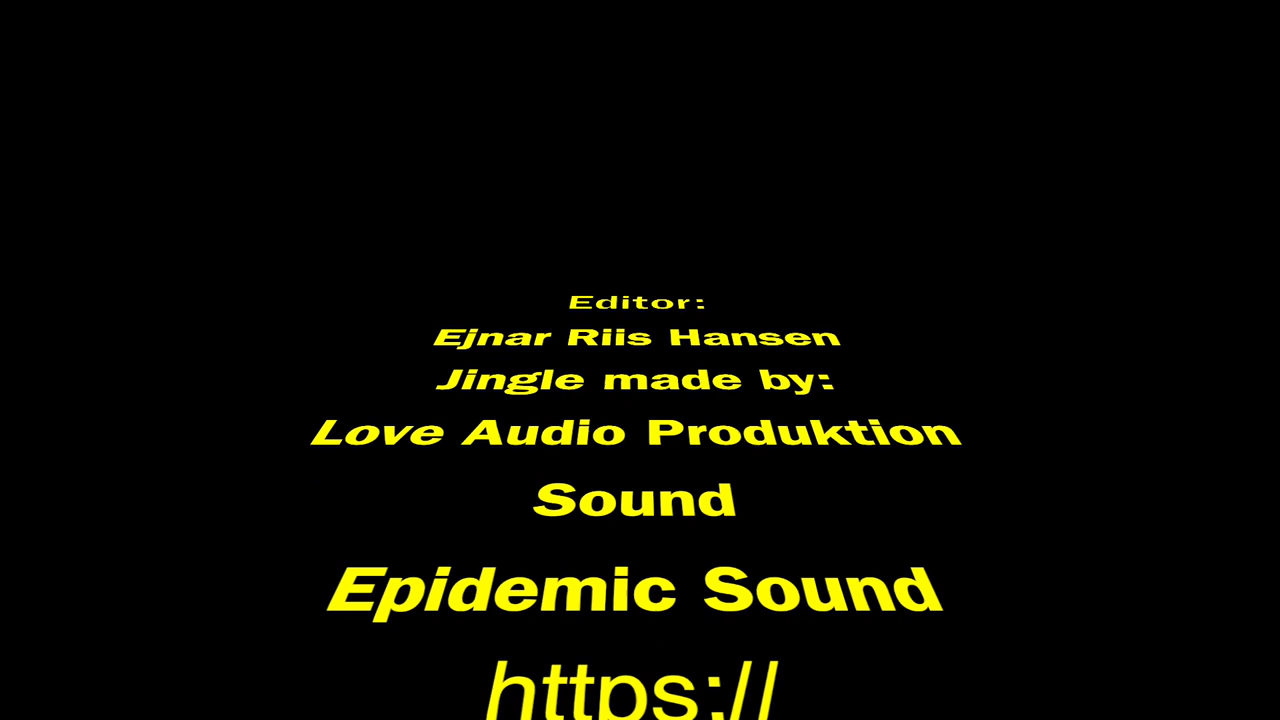 Editor:
Ejnar Riis Hansen
Jingle made by:
Love Audio Produktion
Sound
Epidemic Sound
https://